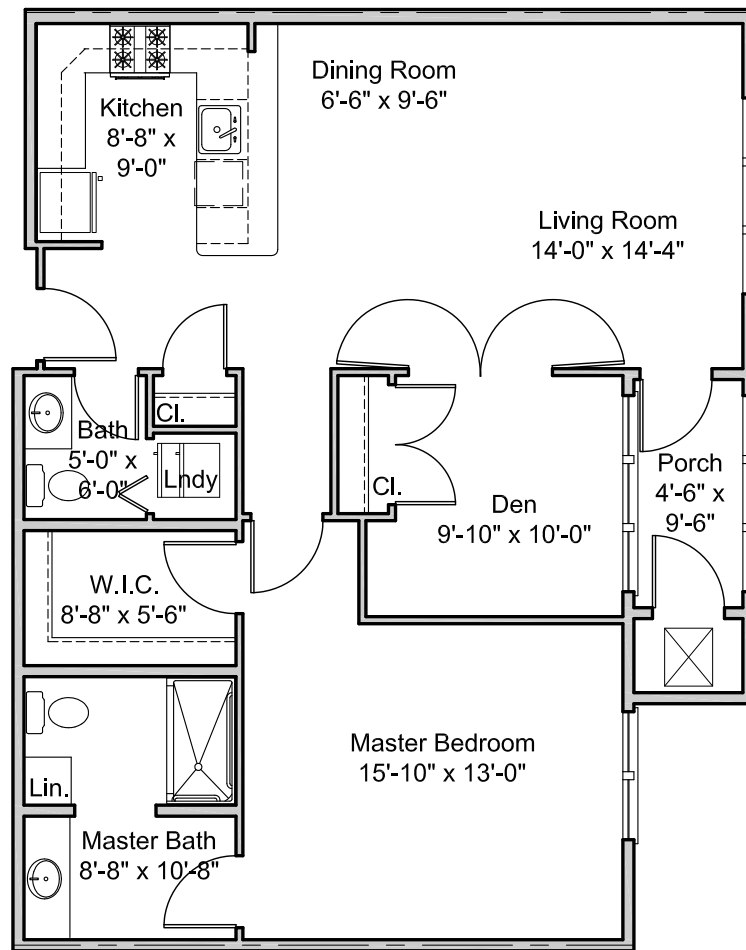 Dining Room
6'-6" x 9'-6"
Kitchen
8'-8" x
9'-0"
Living Room
14'-0" x 14'-4"
Cl.
Bath
5'-0" x
6'-0"
Lndy
Cl.
Den
9'-10" x 10'-0"
Porch
4'-6" x
9'-6"
W.I.C.
8'-8" x 5'-6"
Master Bedroom
15'-10" x 13'-0"
Lin.
Master Bath
8'-8" x 10'-8"